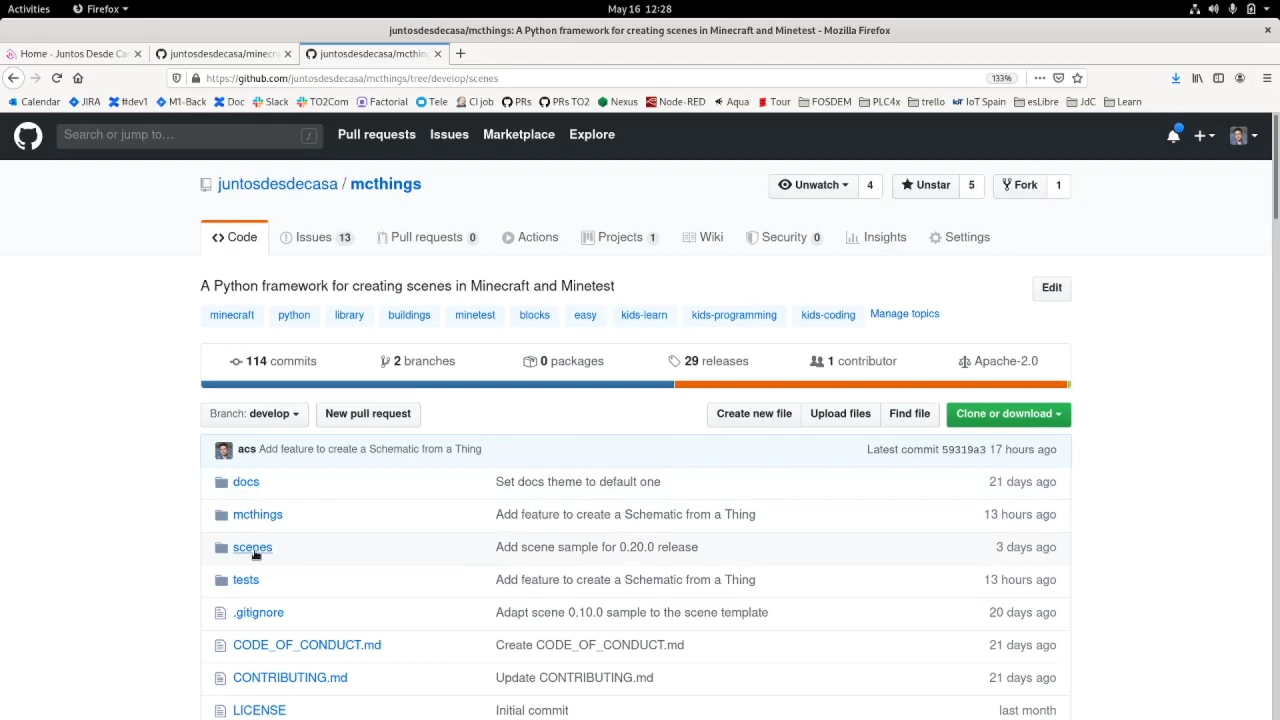 Activities Firefox May 16 12:28
juntosdesdecasa/mcthings: A Python framework for creating scenes in Minecraft and Minetest - Mozilla Firefox
Home - Juntos Desde Ca juntosdesdecasa/minecr juntosdesdecasa/mcthin
https://github.com/juntosdesdecasa/mcthings/tree/develop/scenes 133%
Calendar JIRA #dev1 M1-Back Doc Slack TO2Com Factorial Tele CI job PRs PRs TO2 Nexus Node-RED Aqua Tour FOSDEM PLC4x trello IoT Spain esLibre JdC Learn
Search or jump to… / Pull requests Issues Marketplace Explore
juntosdesdecasa / mcthings Unwatch 4 Unstar 5 Fork 1
Code Issues 13 Pull requests 0 Actions Projects 1 Wiki Security 0 Insights Settings
A Python framework for creating scenes in Minecraft and Minetest Edit
minecraft python library buildings minetest blocks easy kids-learn kids-programming kids-coding Manage topics
114 commits 2 branches 0 packages 29 releases 1 contributor Apache-2.0
Branch: develop New pull request Create new file Upload files Find file Clone or download
acs Add feature to create a Schematic from a Thing Latest commit 59319a3 17 hours ago
docs Set docs theme to default one 21 days ago
mcthings Add feature to create a Schematic from a Thing 13 hours ago
scenes Add scene sample for 0.20.0 release 3 days ago
tests Add feature to create a Schematic from a Thing 13 hours ago
.gitignore Adapt scene 0.10.0 sample to the scene template 20 days ago
CODE_OF_CONDUCT.md Create CODE_OF_CONDUCT.md 21 days ago
CONTRIBUTING.md Update CONTRIBUTING.md 21 days ago
LICENSE Initial commit last month